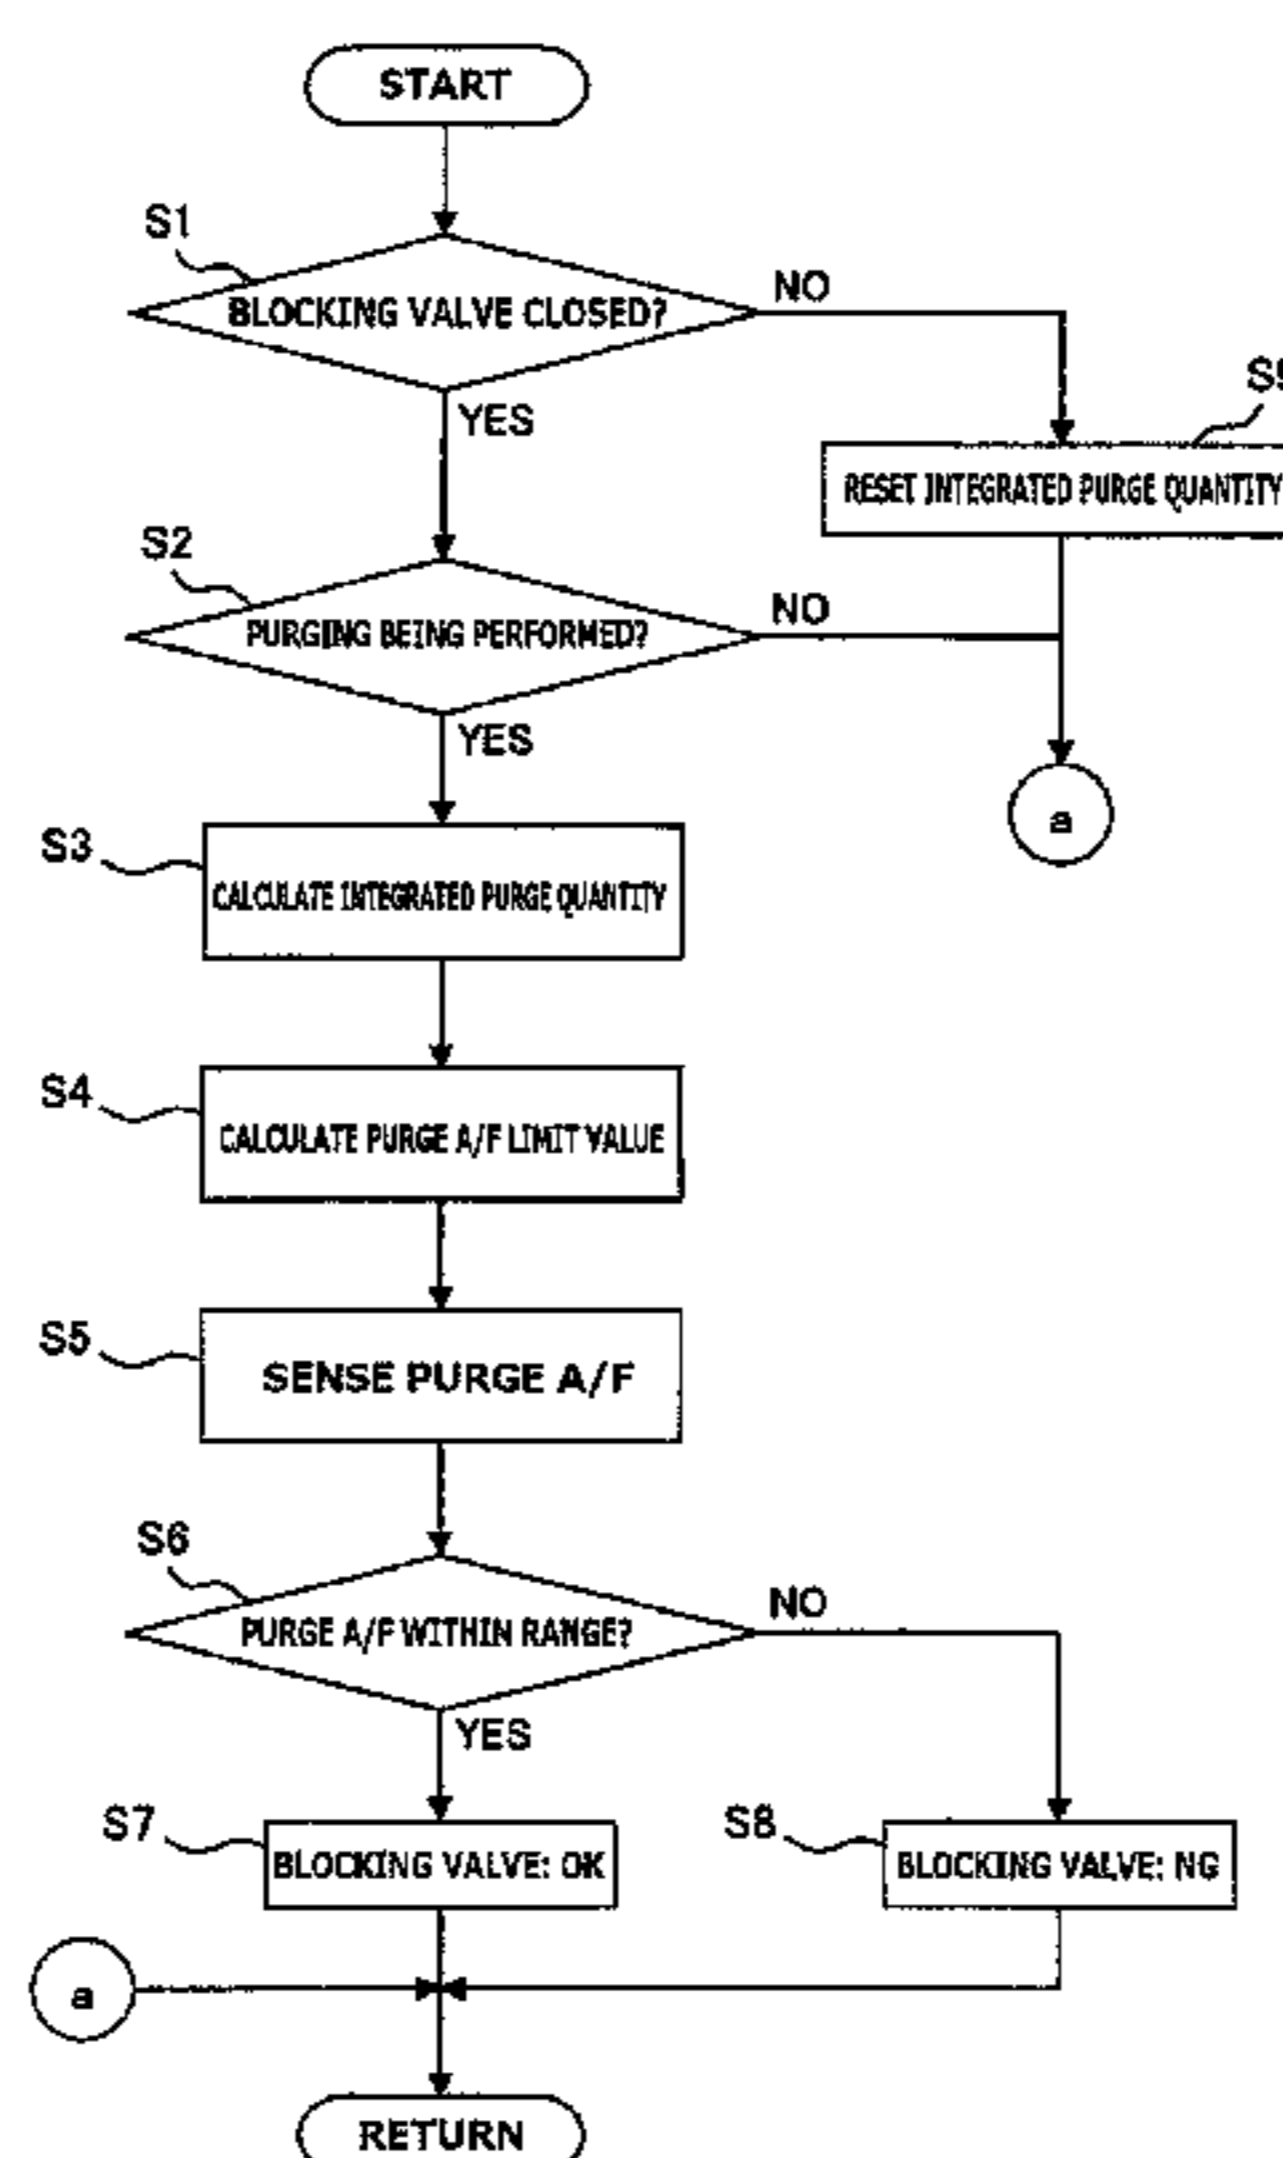 START
S1
BLOCKING VALVE CLOSED?
NO
YES
S9
RESET INTEGRATED PURGE QUANTITY
S2
PURGING BEING PERFORMED?
NO
YES
a
S3
CALCULATE INTEGRATED PURGE QUANTITY
S4
CALCULATE PURGE A/F LIMIT VALUE
S5
SENSE PURGE A/F
S6
PURGE A/F WITHIN RANGE?
NO
YES
S7
BLOCKING VALVE: OK
S8
BLOCKING VALVE: NG
a
RETURN